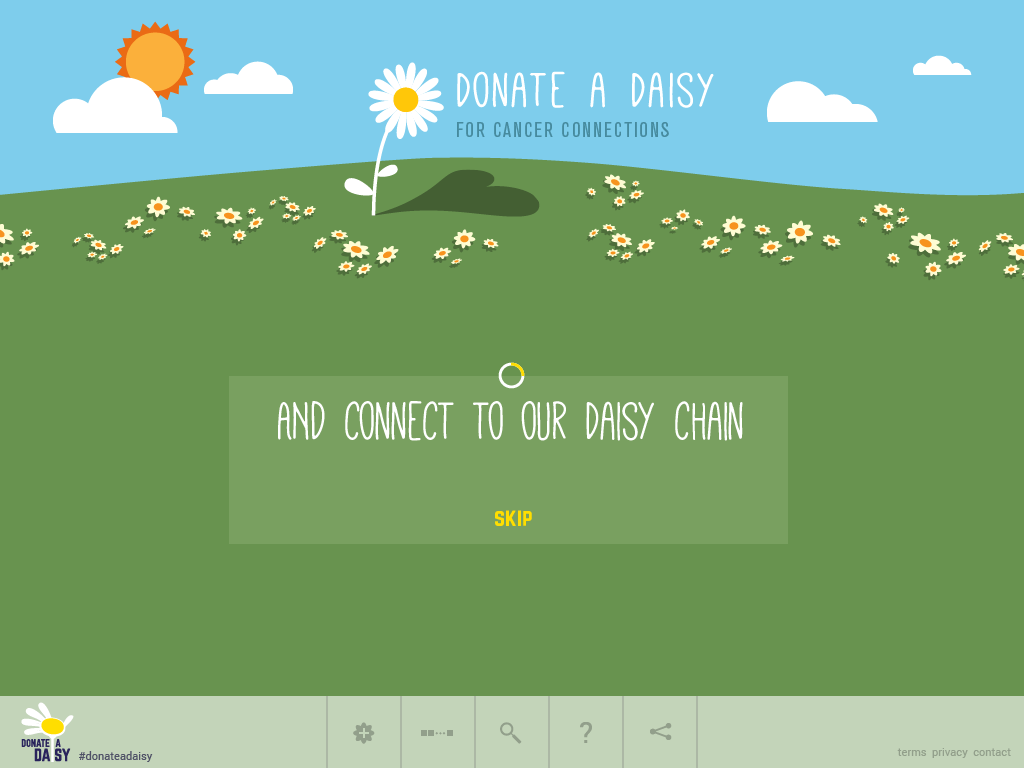 DONATE A DAISY
FOR CANCER CONNECTIONS
AND CONNECT TO OUR DAISY CHAIN
SKIP
DONATE A
DAISY
#donateadaisy
?
terms privacy contact